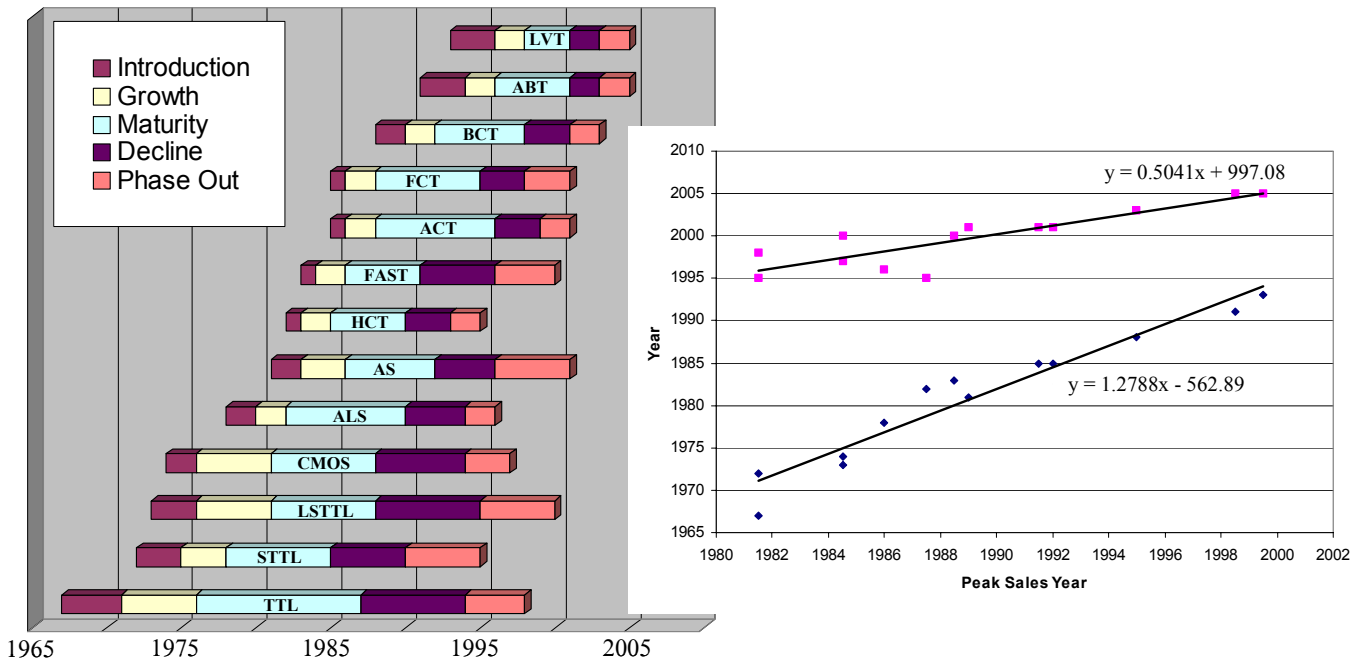 Introduction
Growth
Maturity
Decline
Phase Out
LVT
ABT
BCT
FCT
ACT
FAST
HCT
AS
ALS
CMOS
LSTTL
STTL
TTL
1965
1975
1985
1995
2005
Year
2010
2005
2000
1995
1990
1985
1980
1975
1970
1965
y = 0.5041x + 997.08
y = 1.2788x - 562.89
1980 1982 1984 1986 1988 1990 1992 1994 1996 1998 2000 2002
Peak Sales Year
Year